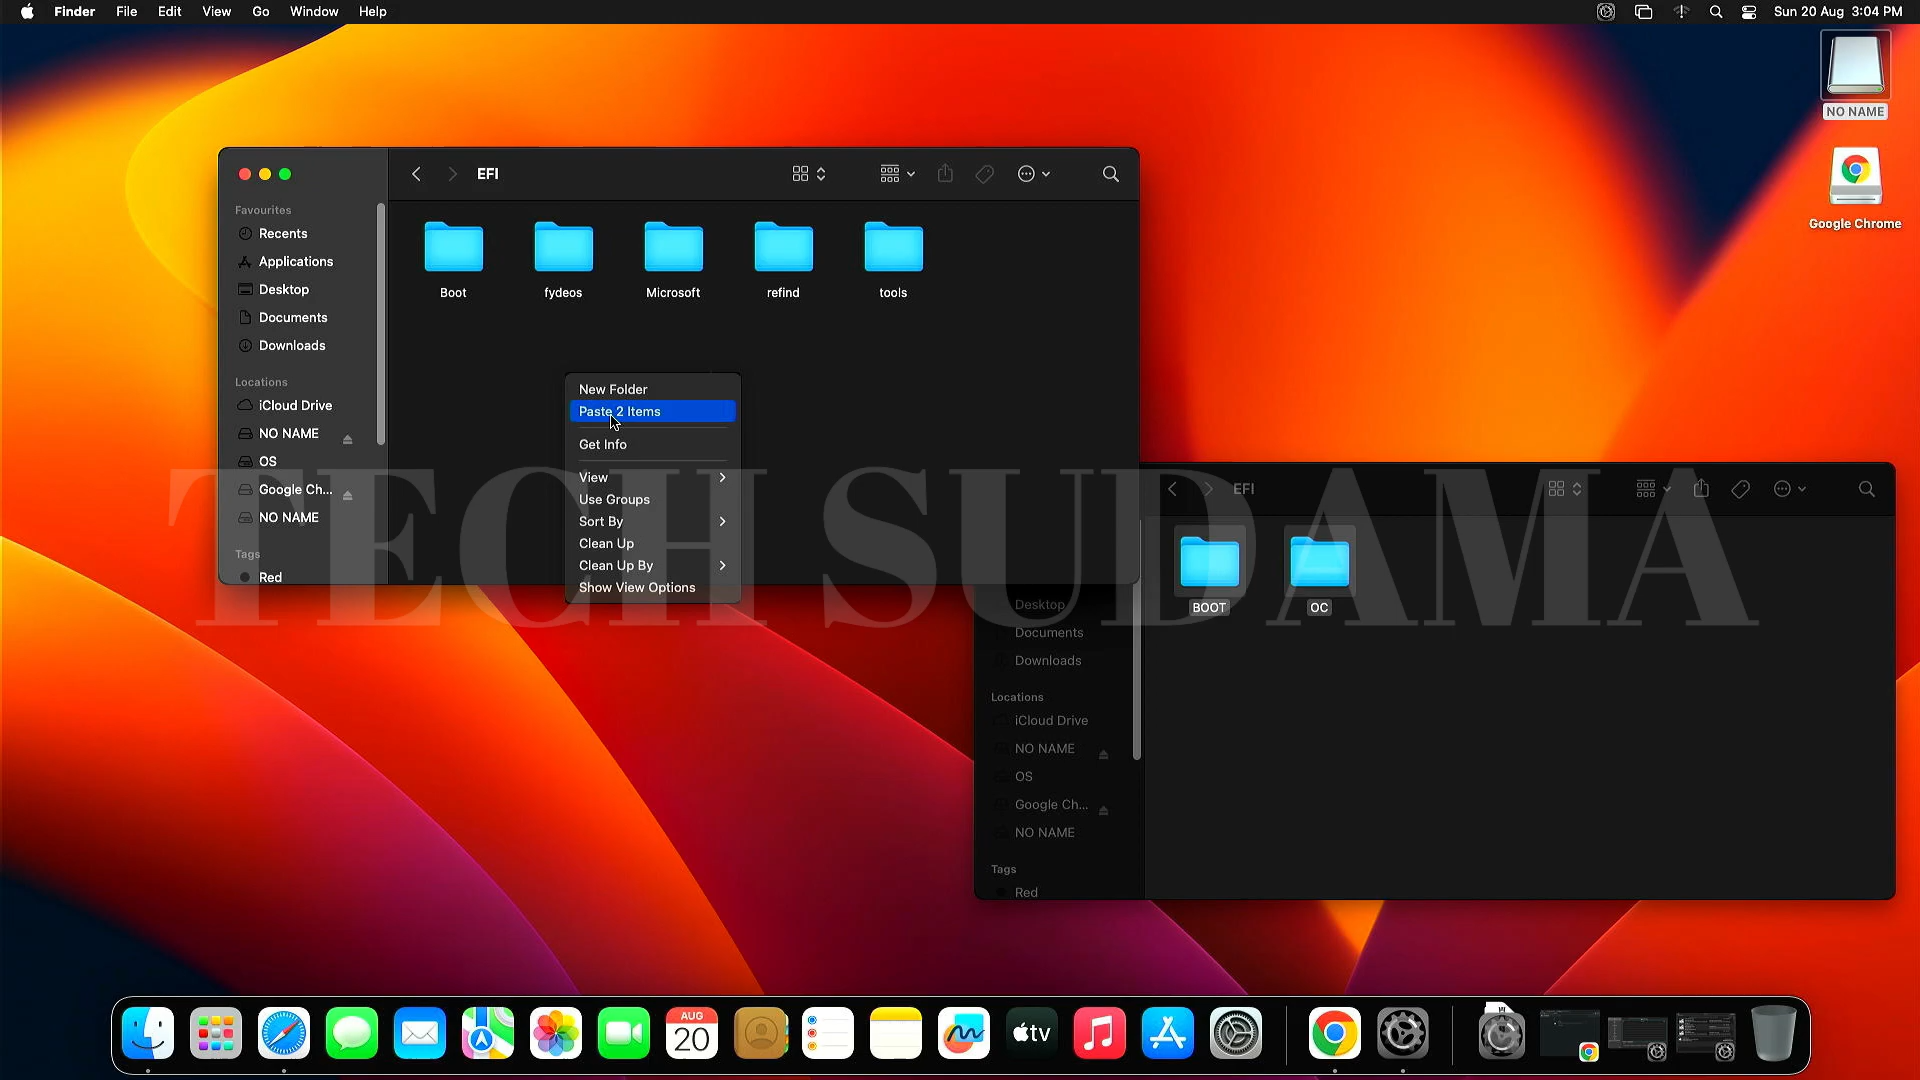 Finder File Edit View Go Window Help
Sun 20 Aug 3:04 PM
NO NAME
Google Chrome
EFI
Favourites
Recents
Applications
Desktop
Documents
Downloads
Locations
iCloud Drive
NO NAME
OS
Google Ch...
NO NAME
Tags
Red
Boot
fydeos
Microsoft
refind
tools
New Folder
Paste 2 Items
Get Info
View
Use Groups
Sort By
Clean Up
Clean Up By
Show View Options
TECH SUDAMA
EFI
BOOT
OC
Desktop
Documents
Downloads
Locations
iCloud Drive
NO NAME
OS
Google Ch...
NO NAME
Tags
Red
AUG
20
tv